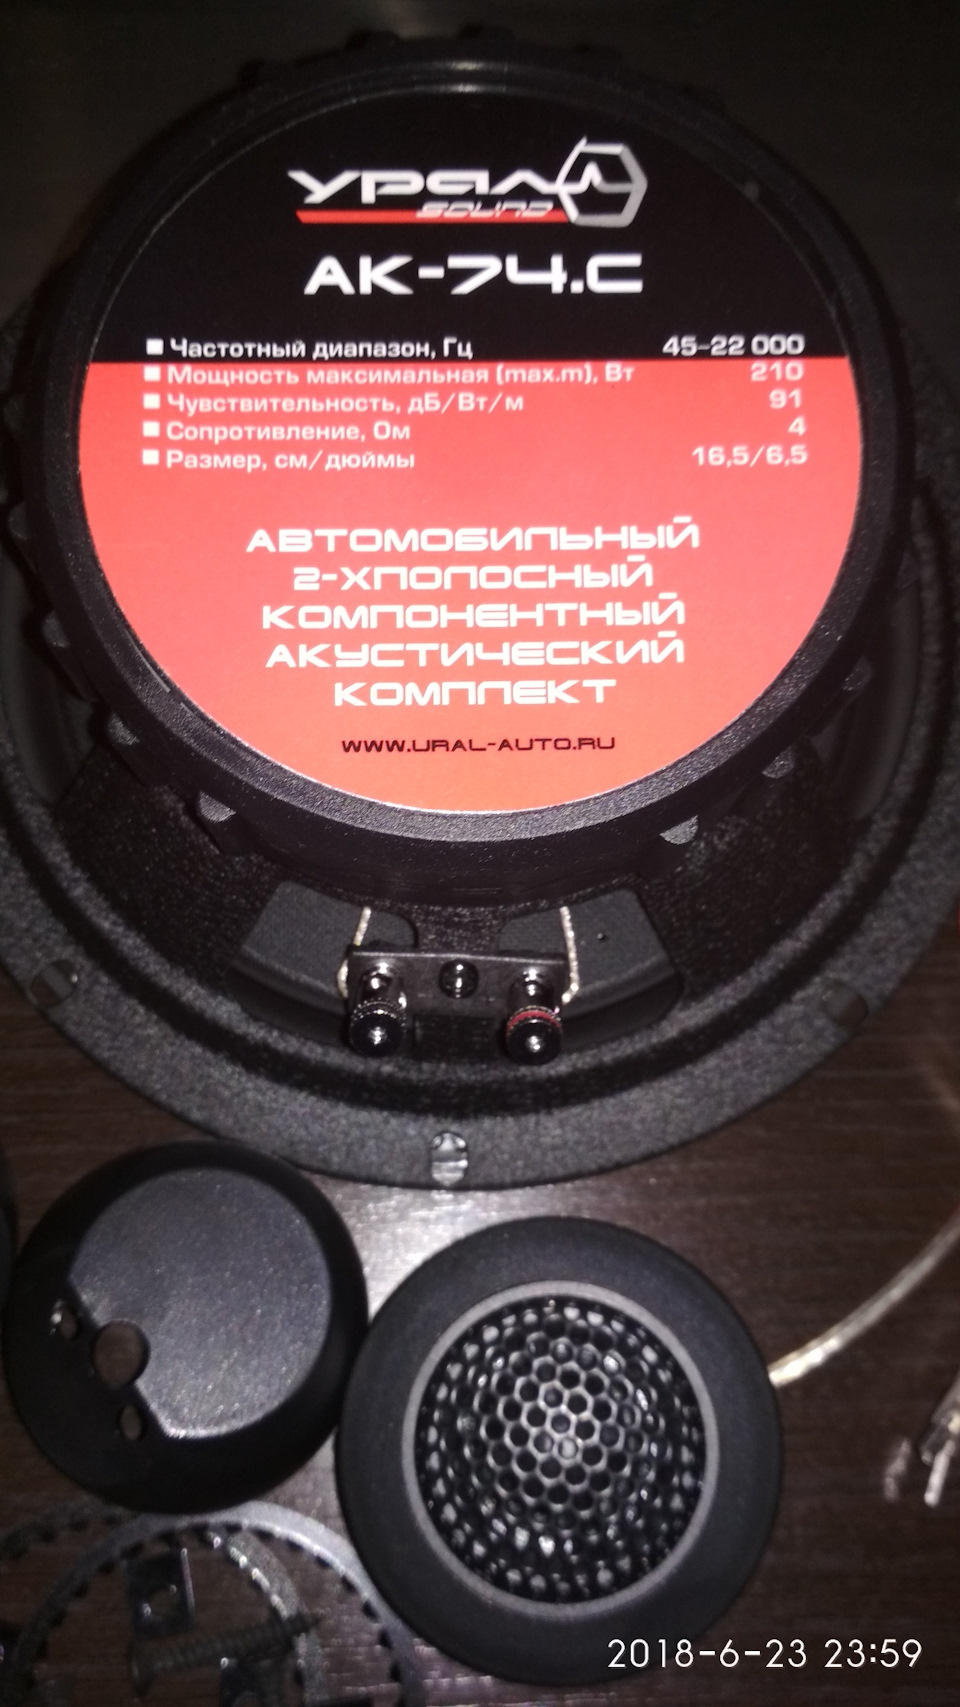 Урал
SOUND
АК-74.С
Частотный диапазон, Гц 45-22 000
Мощность максимальная (max.m), Вт 210
Чувствительность, дБ/Вт/м 91
Сопротивление, Ом 4
Размер, см/дюймы 16,5/6,5
АВТОМОБИЛЬНЫЙ
2-ХПОЛОСНЫЙ
КОМПОНЕНТНЫЙ
АКУСТИЧЕСКИЙ
КОМПЛЕКТ
WWW.URAL-AUTO.RU
2018-6-23 23:59